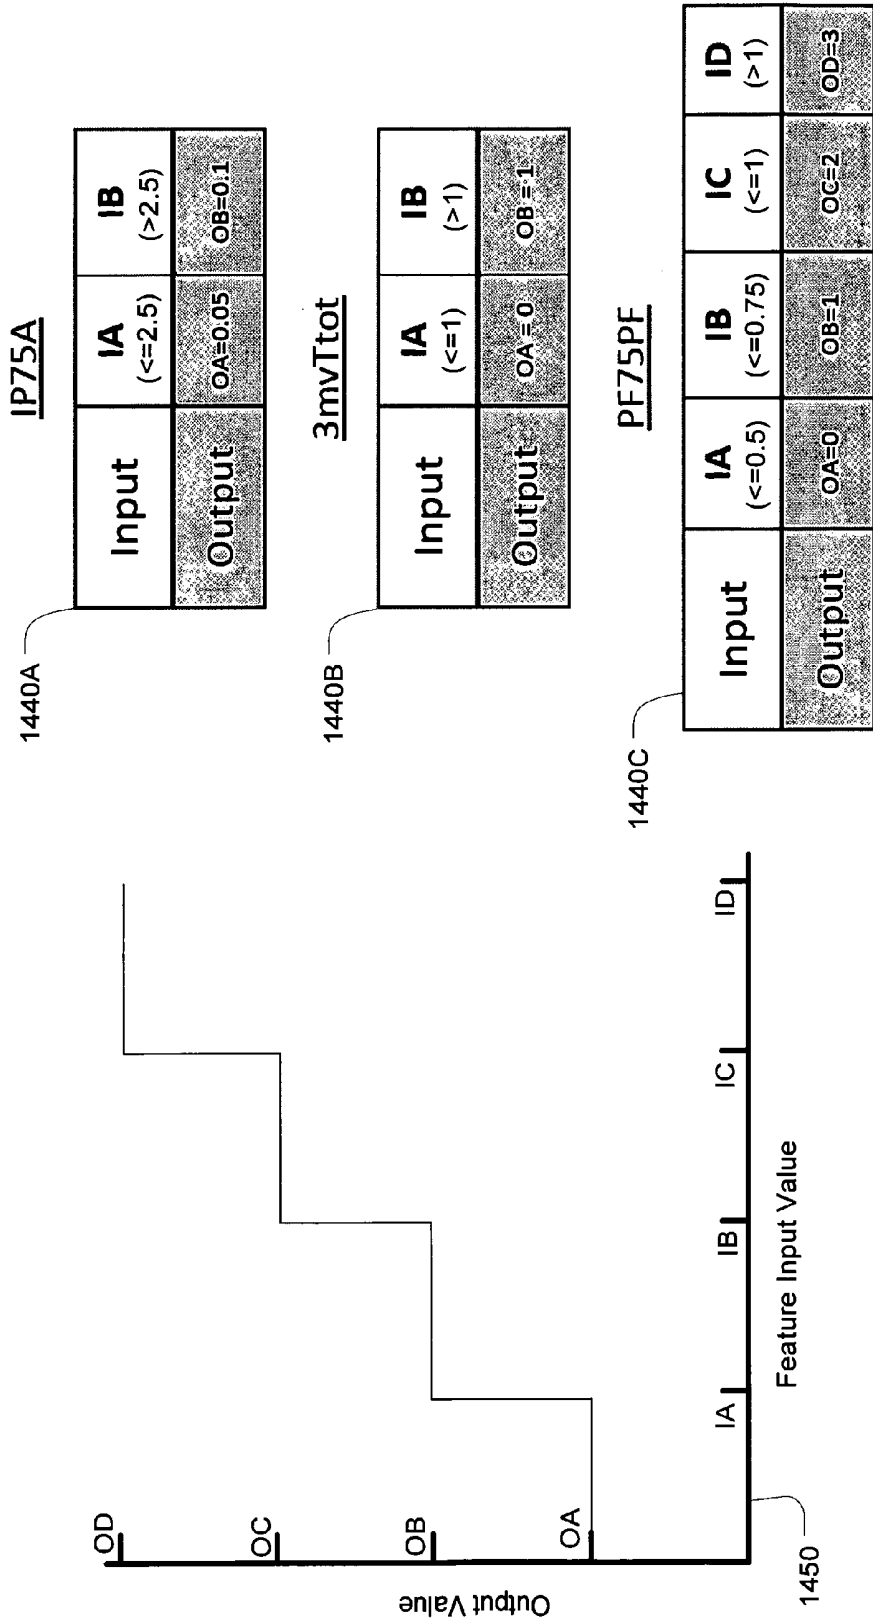 OD
OC
OB
OA
Output Value
IA
IB
IC
ID
Feature Input Value
1450
IP75A
1440A
Input
IA
(<=2.5)
IB
(>2.5)
Output
OA=0.05
OB=0.1
3mvTtot
1440B
Input
IA
(<=1)
IB
(>1)
Output
OA = 0
OB = 1
PF75PF
1440C
Input
IA
(<=0.5)
IB
(<=0.75)
IC
(<=1)
ID
(>1)
Output
OA=0
OB=1
OC=2
OD=3